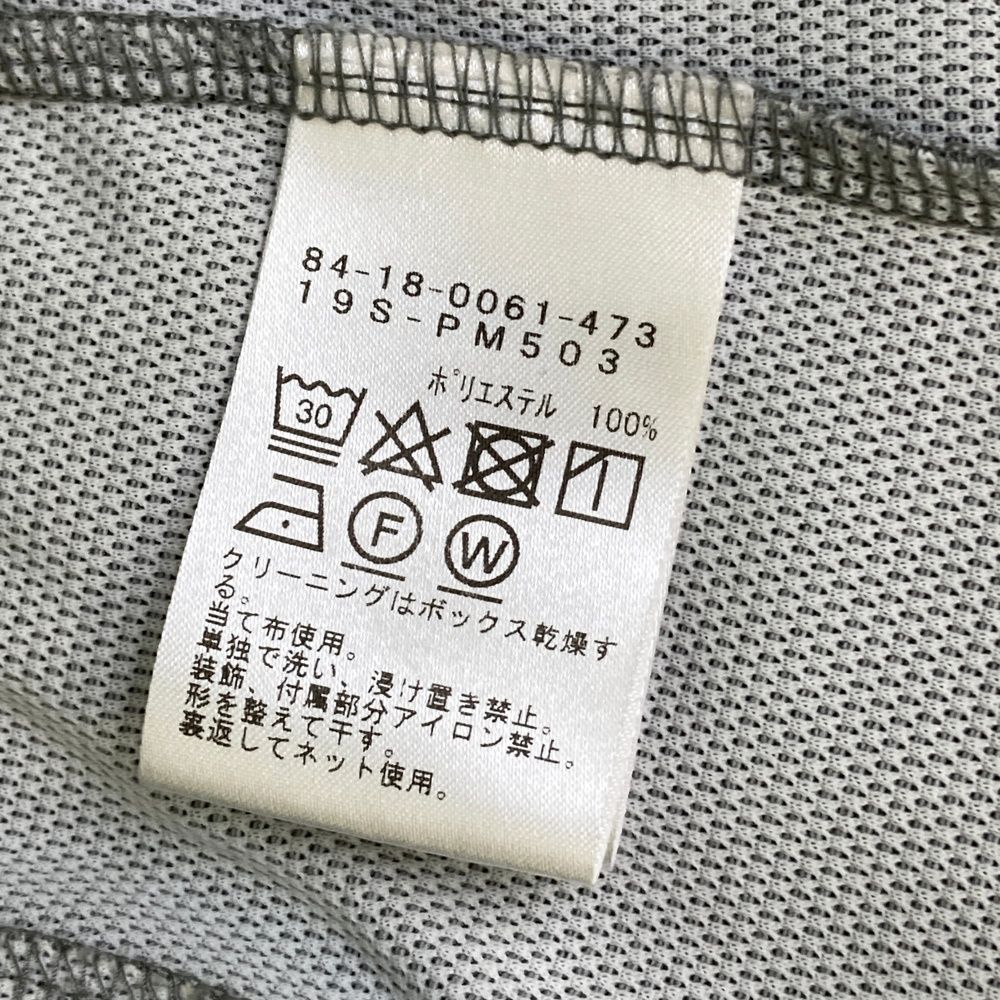 84-18-0061-473
19S-PM503
ﾎﾟﾘｴｽﾃﾙ 100%
30
F W
クリーニングはボックス乾燥す
る。
当て布使用。
単独で洗い、浸け置き禁止。
装飾、付属部分アイロン禁止。
形を整えて干す。
裏返してネット使用。